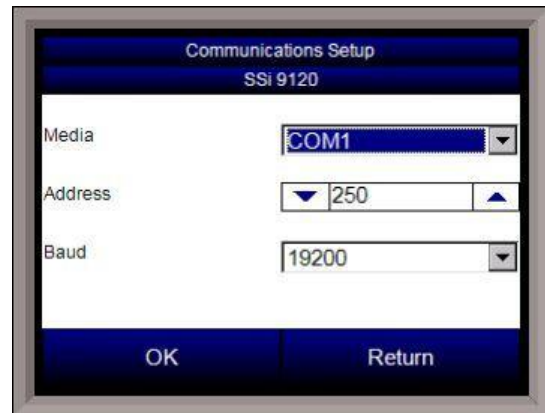 Communications Setup
SSi 9120
Media COM1
Address 250
Baud 19200
OK Return